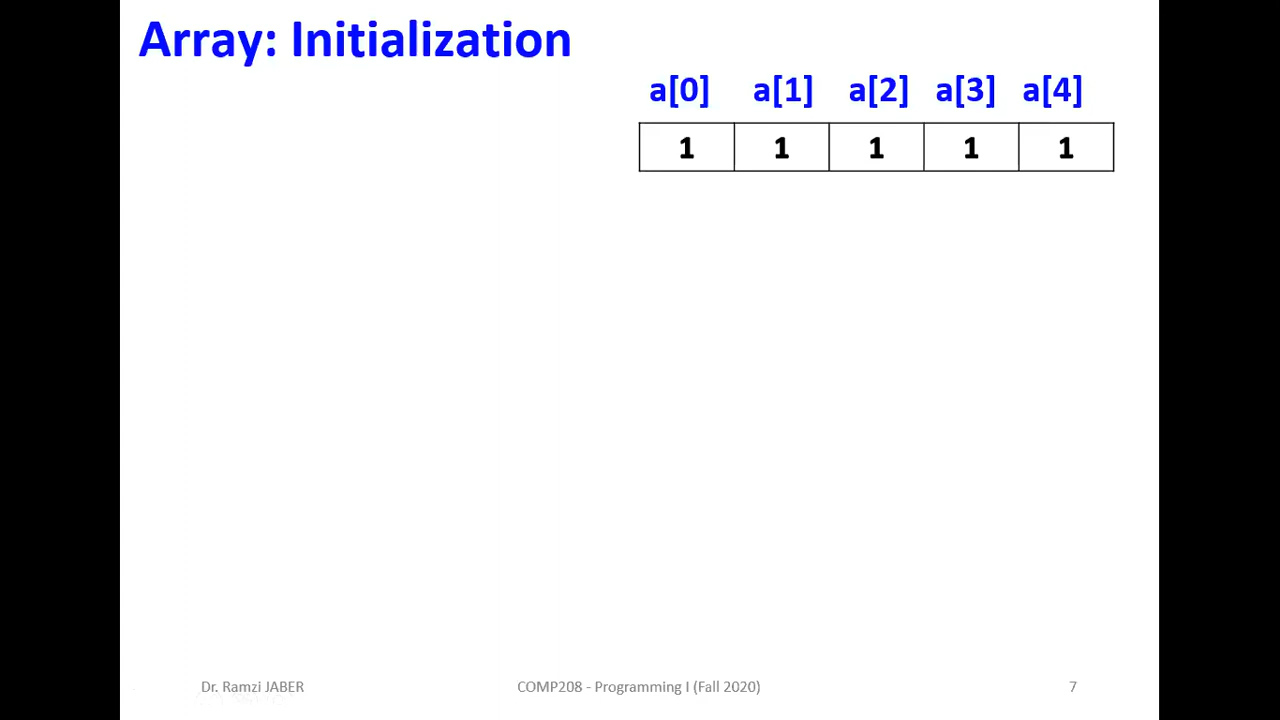 Array: Initialization
a[0] a[1] a[2] a[3] a[4]
1 1 1 1 1
Dr. Ramzi JABER COMP208 - Programming I (Fall 2020) 7